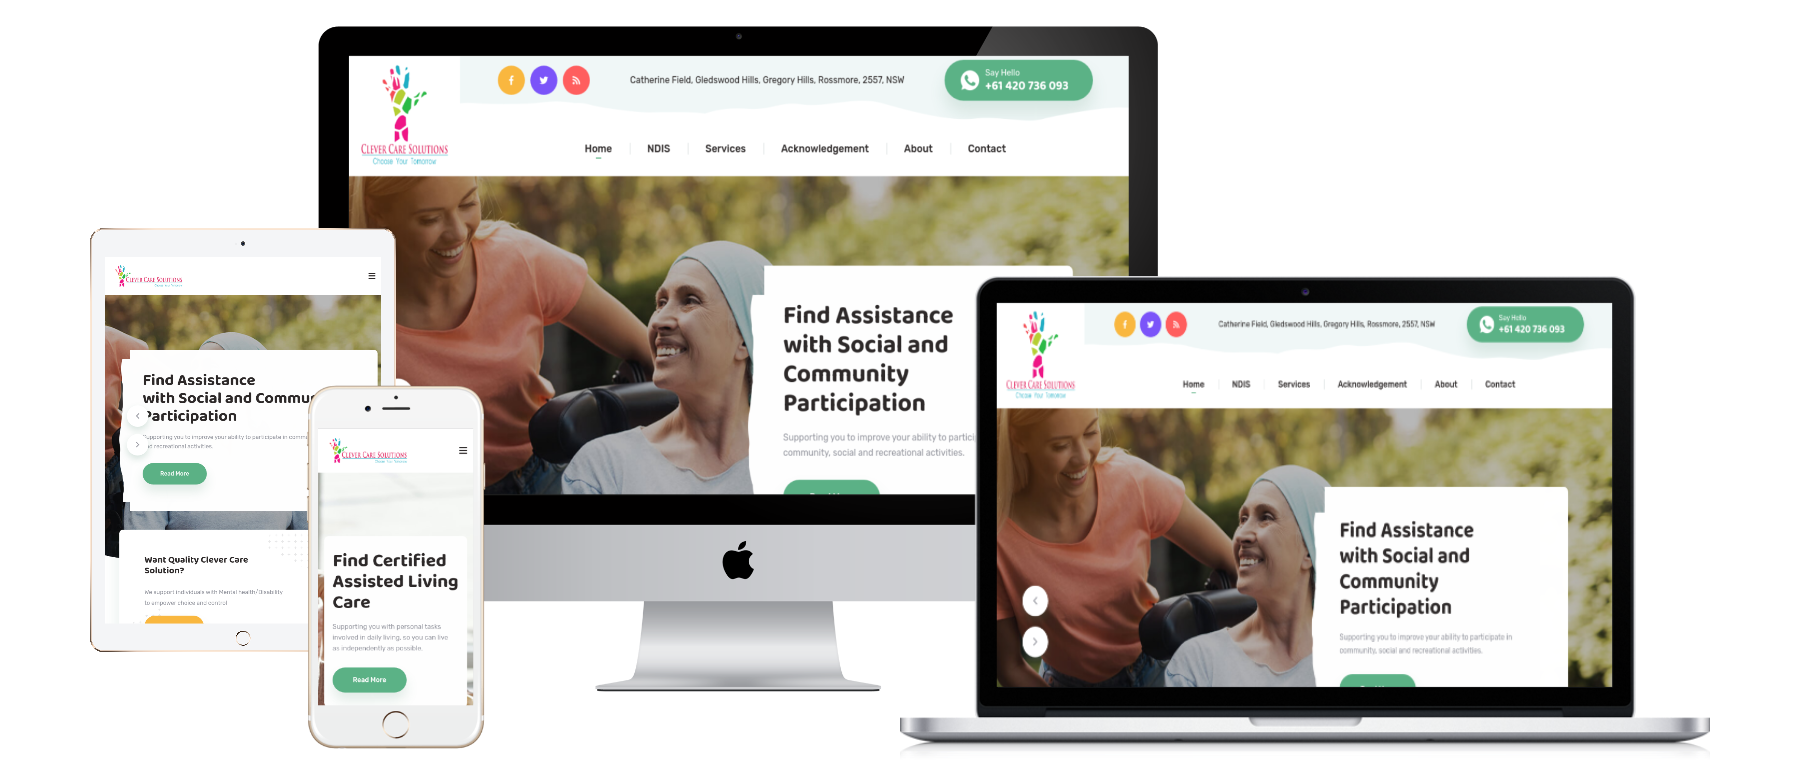 CLEVER CARE SOLUTIONS
Choose Your Tomorrow
Catherine Field, Gledswood Hills, Gregory Hills, Rossmore, 2557, NSW
Say Hello
+61 420 736 093
Home
NDIS
Services
Acknowledgement
About
Contact
Find Assistance
with Social and
Community
Participation
Supporting you to improve your ability to partici
community, social and recreational activities.
CLEVER CARE SOLUTIONS
Find Assistance
with Social and Commu
Participation
Supporting you to improve your ability to participate in commu
and recreational activities.
Read More
Want Quality Clever Care
Solution?
We support individuals with Mental health/Disability
to empower choice and control
CLEVER CARE SOLUTIONS
Find Certified
Assisted Living
Care
Supporting you with personal tasks
involved in daily living, so you can live
as independently as possible.
Read More
CLEVER CARE SOLUTIONS
Choose Your Tomorrow
Catherine Field, Gledswood Hills, Gregory Hills, Rossmore, 2557, NSW
Say Hello
+61 420 736 093
Home
NDIS
Services
Acknowledgement
About
Contact
Find Assistance
with Social and
Community
Participation
Supporting you to improve your ability to participate in
community, social and recreational activities.